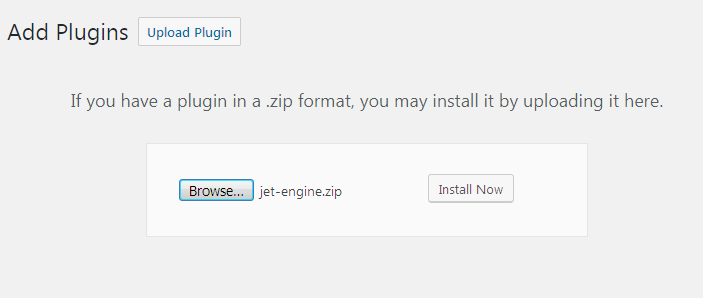 Add Plugins Upload Plugin
If you have a plugin in a .zip format, you may install it by uploading it here.
Browse... jet-engine.zip Install Now